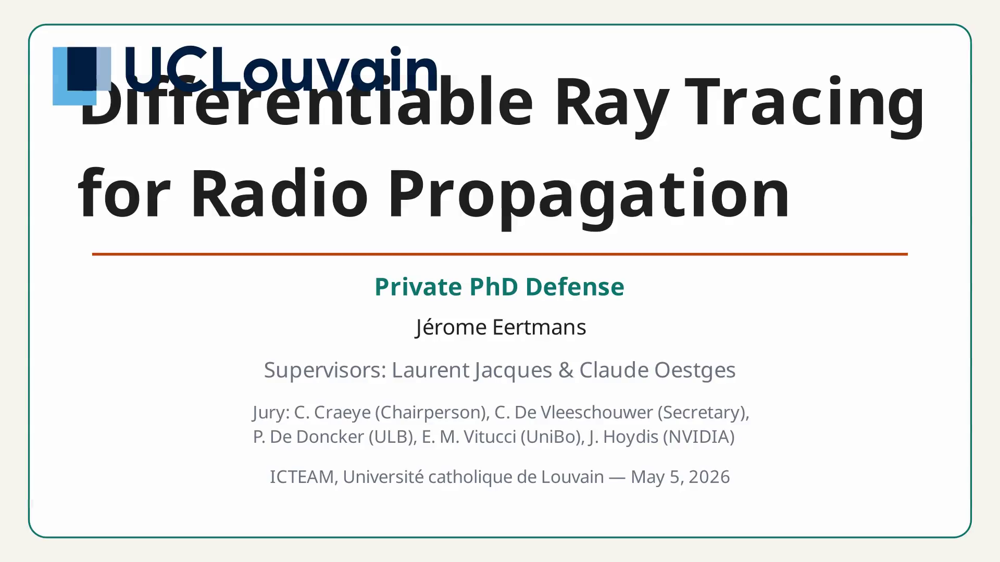 UCLouvain
Differentiable Ray Tracing
for Radio Propagation
Private PhD Defense
Jérome Eertmans
Supervisors: Laurent Jacques & Claude Oestges
Jury: C. Craeye (Chairperson), C. De Vleeschouwer (Secretary),
P. De Doncker (ULB), E. M. Vitucci (UniBo), J. Hoydis (NVIDIA)
ICTEAM, Université catholique de Louvain — May 5, 2026